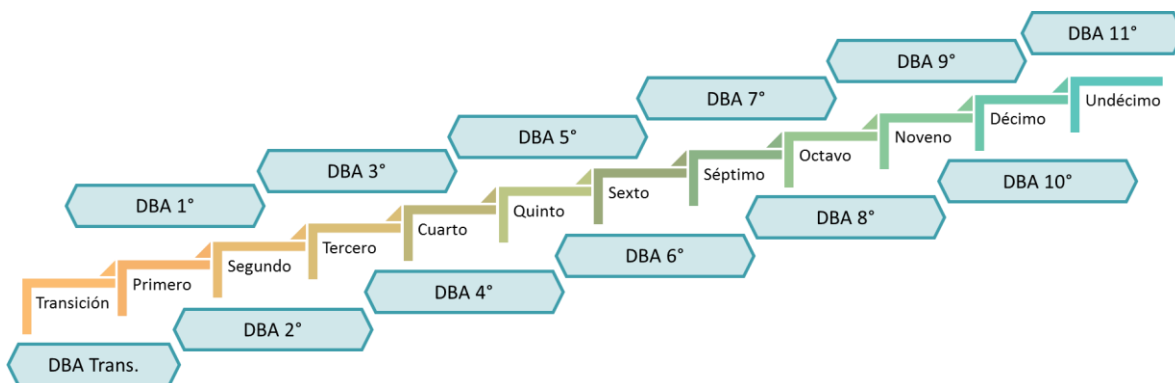 DBA 11°
DBA 9°
DBA 7°
DBA 5°
DBA 3°
DBA 1°
Undécimo
Décimo
Noveno
Octavo
Séptimo
Sexto
Quinto
Cuarto
Tercero
Segundo
Primero
Transición
DBA 10°
DBA 8°
DBA 6°
DBA 4°
DBA 2°
DBA Trans.